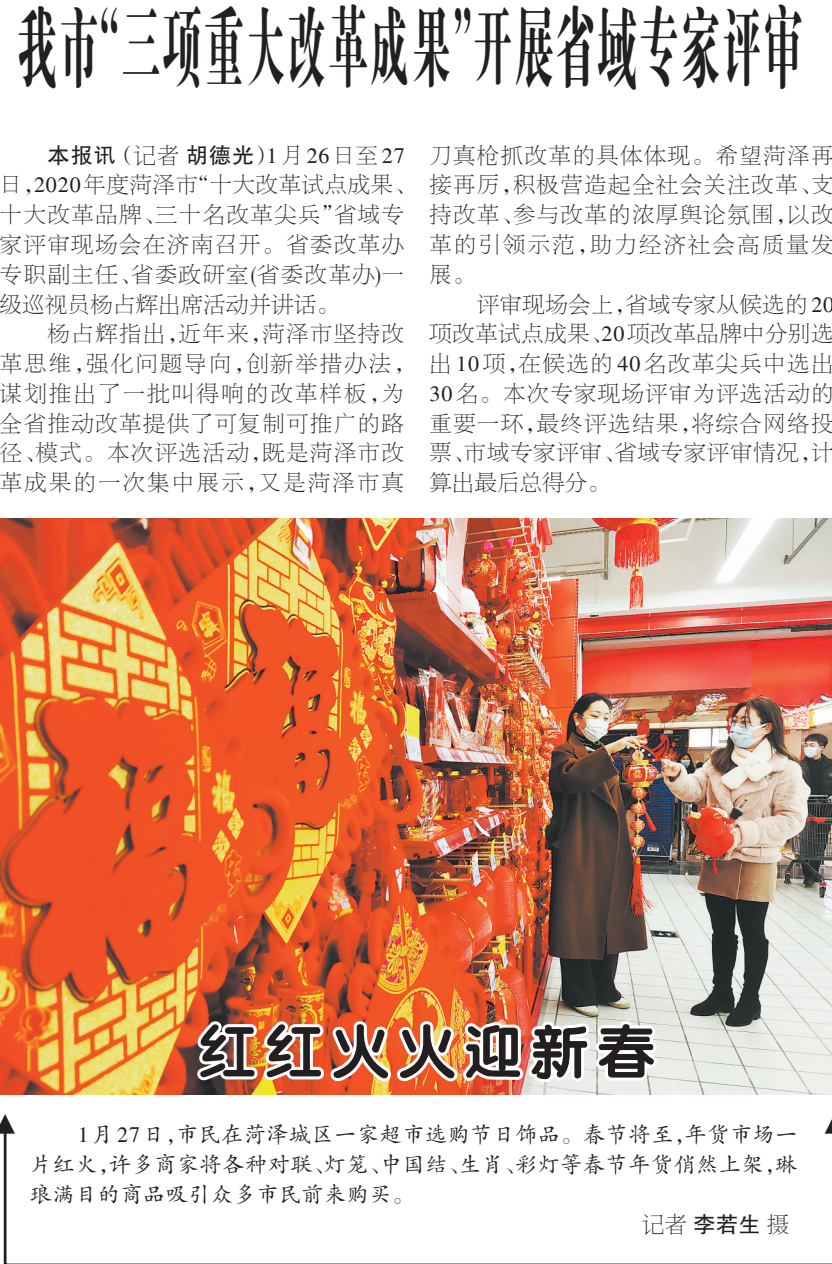 我市“三项重大改革成果”开展省域专家评审
本报讯（记者 胡德光）1月26日至27
日，2020年度菏泽市“十大改革试点成果、
十大改革品牌、三十名改革尖兵”省域专
家评审现场会在济南召开。省委改革办
专职副主任、省委政研室(省委改革办)一
级巡视员杨占辉出席活动并讲话。
杨占辉指出，近年来，菏泽市坚持改
革思维，强化问题导向，创新举措办法，
谋划推出了一批叫得响的改革样板，为
全省推动改革提供了可复制可推广的路
径、模式。本次评选活动，既是菏泽市改
革成果的一次集中展示，又是菏泽市真
刀真枪抓改革的具体体现。希望菏泽再
接再厉，积极营造起全社会关注改革、支
持改革、参与改革的浓厚舆论氛围，以改
革的引领示范，助力经济社会高质量发
展。
评审现场会上，省域专家从候选的20
项改革试点成果、20项改革品牌中分别选
出10项，在候选的40名改革尖兵中选出
30名。本次专家现场评审为评选活动的
重要一环，最终评选结果，将综合网络投
票、市域专家评审、省域专家评审情况，计
算出最后总得分。
福
福
福
福
红红火火迎新春
1月27日，市民在菏泽城区一家超市选购节日饰品。春节将至，年货市场一
片红火，许多商家将各种对联、灯笼、中国结、生肖、彩灯等春节年货俏然上架，琳
琅满目的商品吸引众多市民前来购买。
记者 李若生 摄